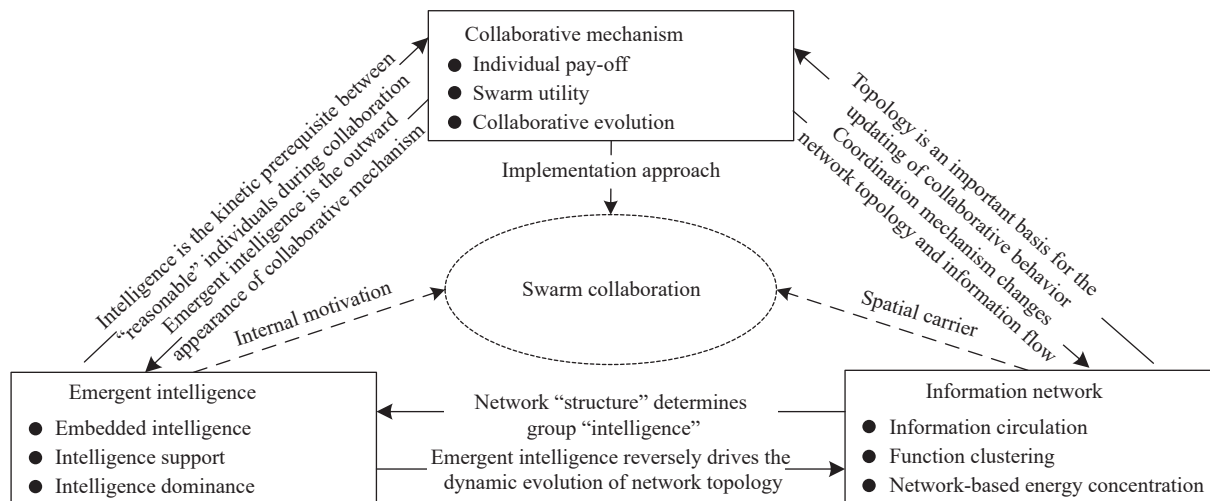 Collaborative mechanism
● Individual pay-off
● Swarm utility
● Collaborative evolution
Intelligence is the kinetic prerequisite between
“reasonable” individuals during collaboration
Emergent intelligence is the outward
appearance of collaborative mechanism
Implementation approach
Topology is an important basis for the
updating of collaborative behavior
Coordination mechanism changes
network topology and information flow
Swarm collaboration
Internal motivation
Spatial carrier
Emergent intelligence
● Embedded intelligence
● Intelligence support
● Intelligence dominance
Network “structure” determines
group “intelligence”
Emergent intelligence reversely drives the
dynamic evolution of network topology
Information network
● Information circulation
● Function clustering
● Network-based energy concentration